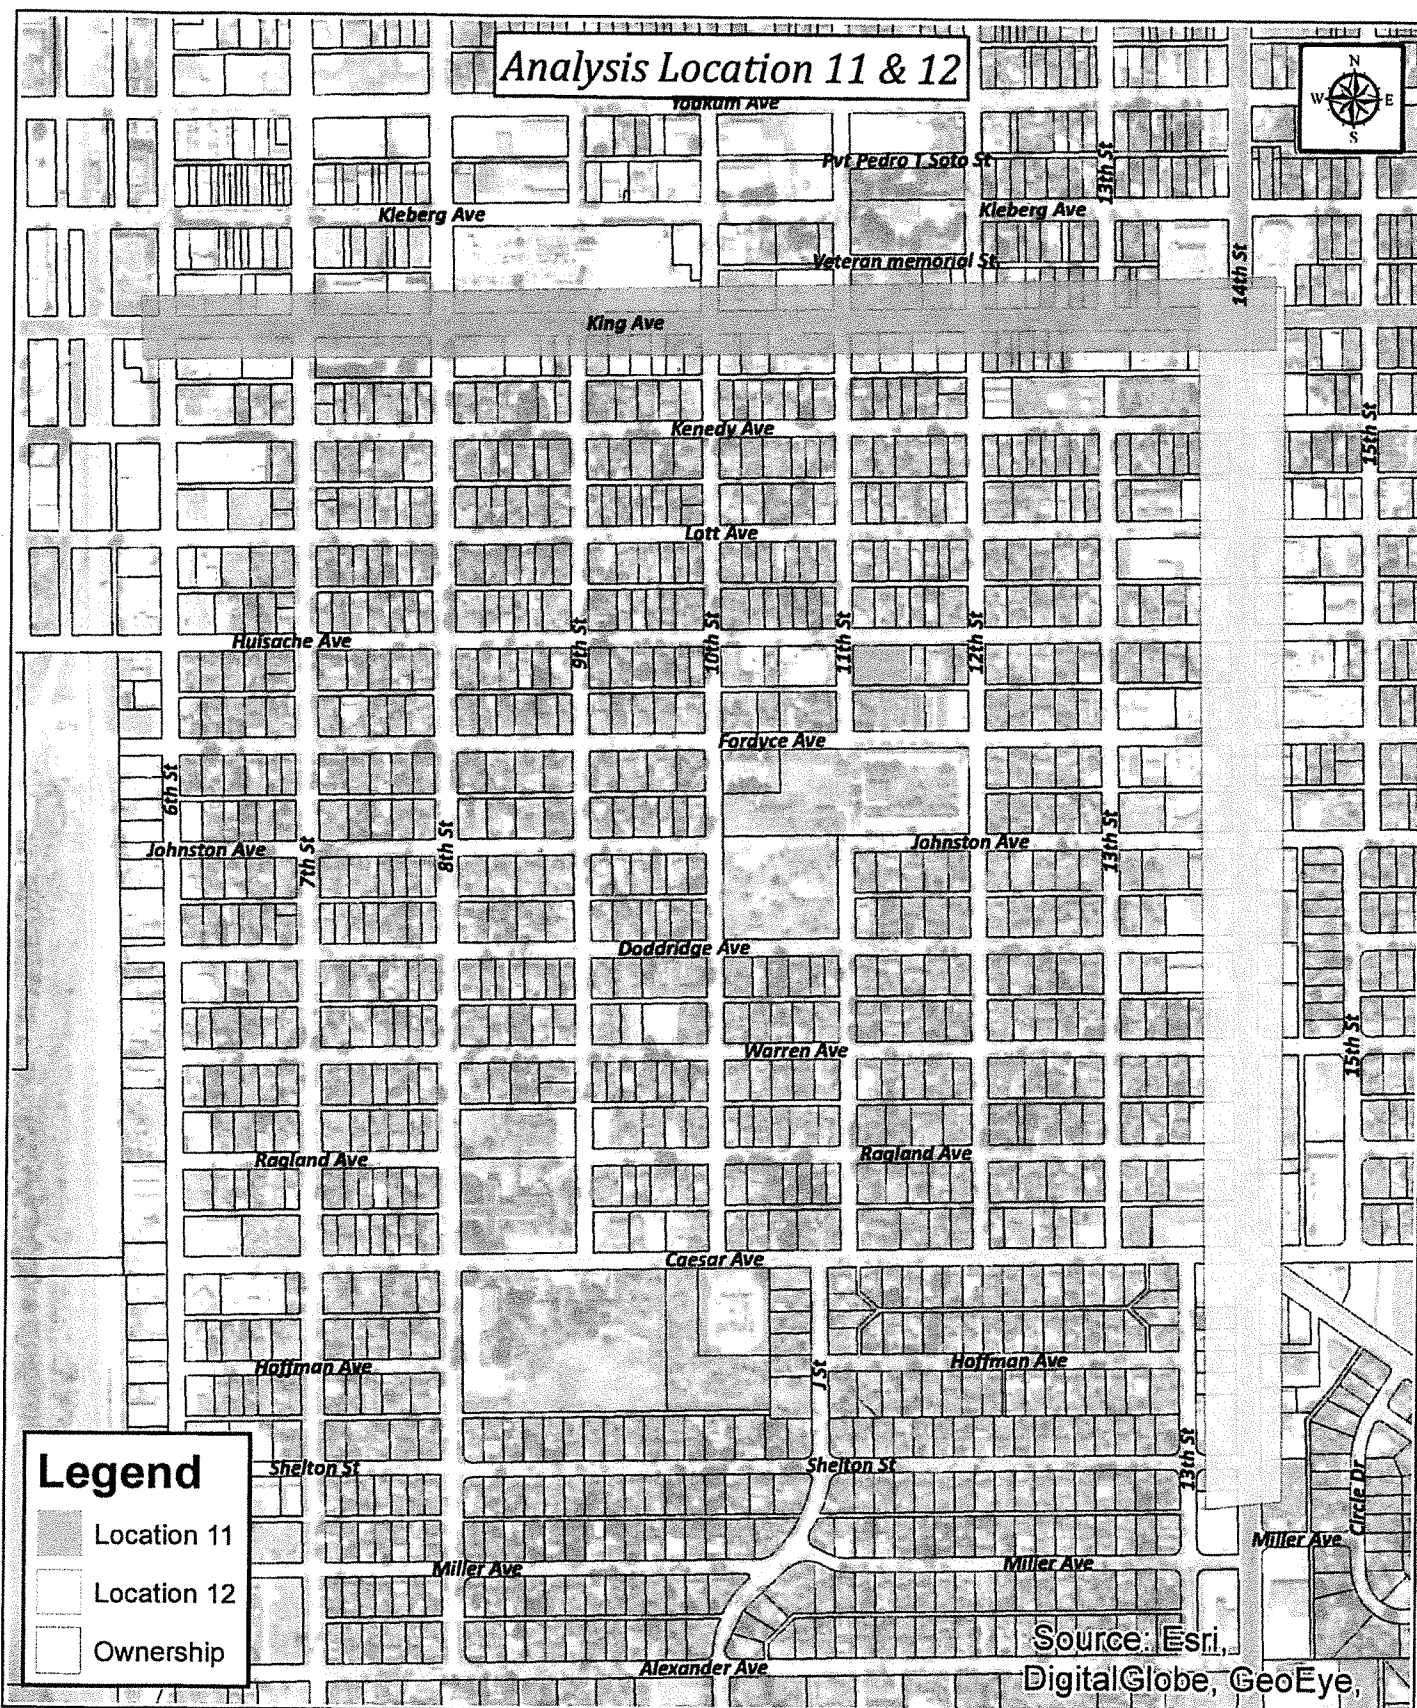 Analysis Location 11 & 12
N
W E
S
Yoakum Ave
Pvt Pedro T Soto St
13th St
Kleberg Ave
Kleberg Ave
Veteran memorial St
14th St
King Ave
15th St
Kenedy Ave
Lott Ave
Huisache Ave
9th St
10th St
11th St
12th St
Fordyce Ave
6th St
Johnston Ave
7th St
8th St
Johnston Ave
13th St
Doddridge Ave
Warren Ave
15th St
Ragland Ave
Ragland Ave
Caesar Ave
Hoffman Ave
J St
Hoffman Ave
Shelton St
Shelton St
13th St
Circle Dr
Miller Ave
Miller Ave
Miller Ave
Alexander Ave
Legend
Location 11
Location 12
Ownership
Source: Esri,
DigitalGlobe, GeoEye,